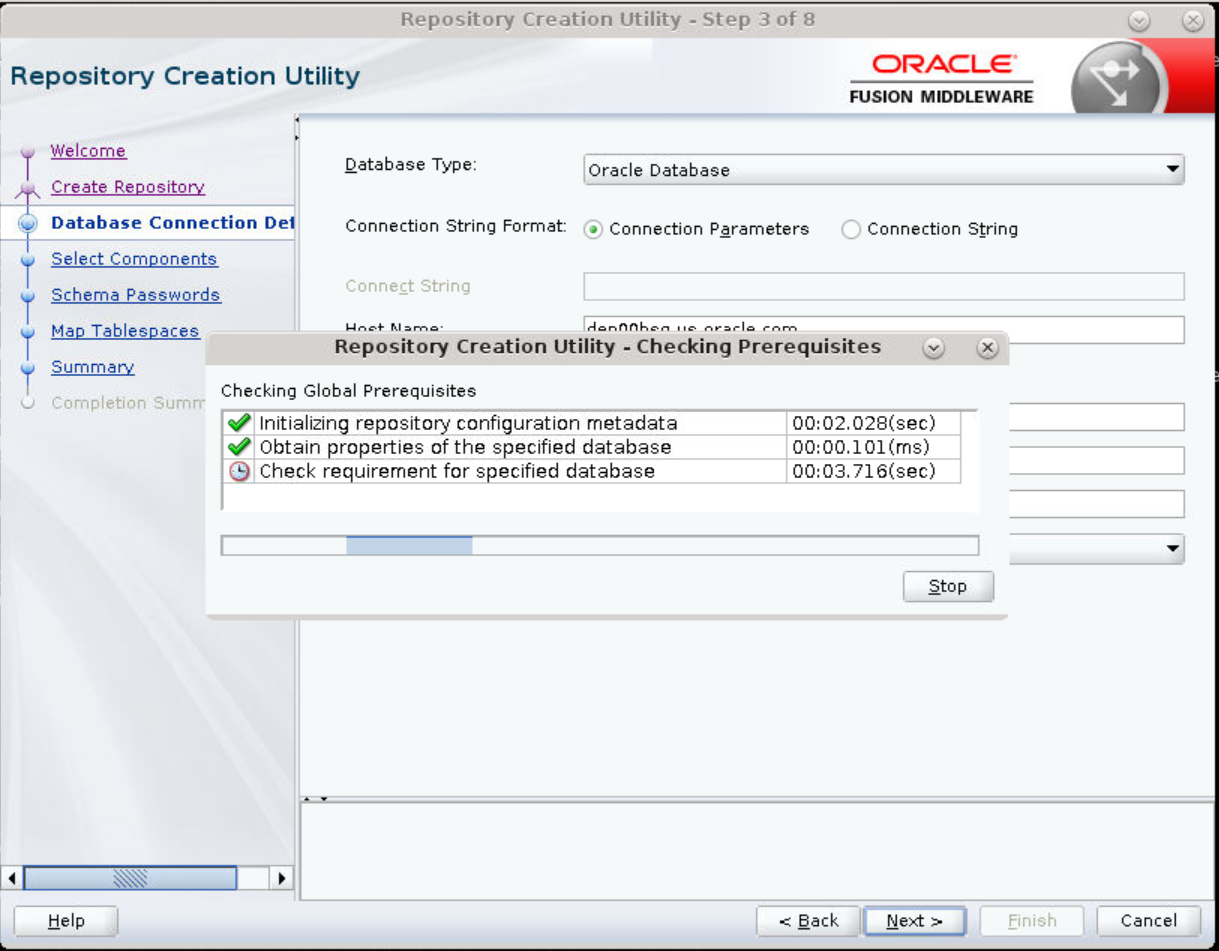 Repository Creation Utility - Step 3 of 8
Repository Creation Utility
ORACLE
FUSION MIDDLEWARE
Welcome
Create Repository
Database Connection Det
Select Components
Schema Passwords
Map Tablespaces
Summary
Completion Summ
Database Type:
Oracle Database
Connection String Format:
Connection Parameters
Connection String
Connect String
Host Name:
den00bsg.us.oracle.com
Repository Creation Utility - Checking Prerequisites
Checking Global Prerequisites
Initializing repository configuration metadata 00:02.028(sec)
Obtain properties of the specified database 00:00.101(ms)
Check requirement for specified database 00:03.716(sec)
Stop
Help
< Back
Next >
Finish
Cancel